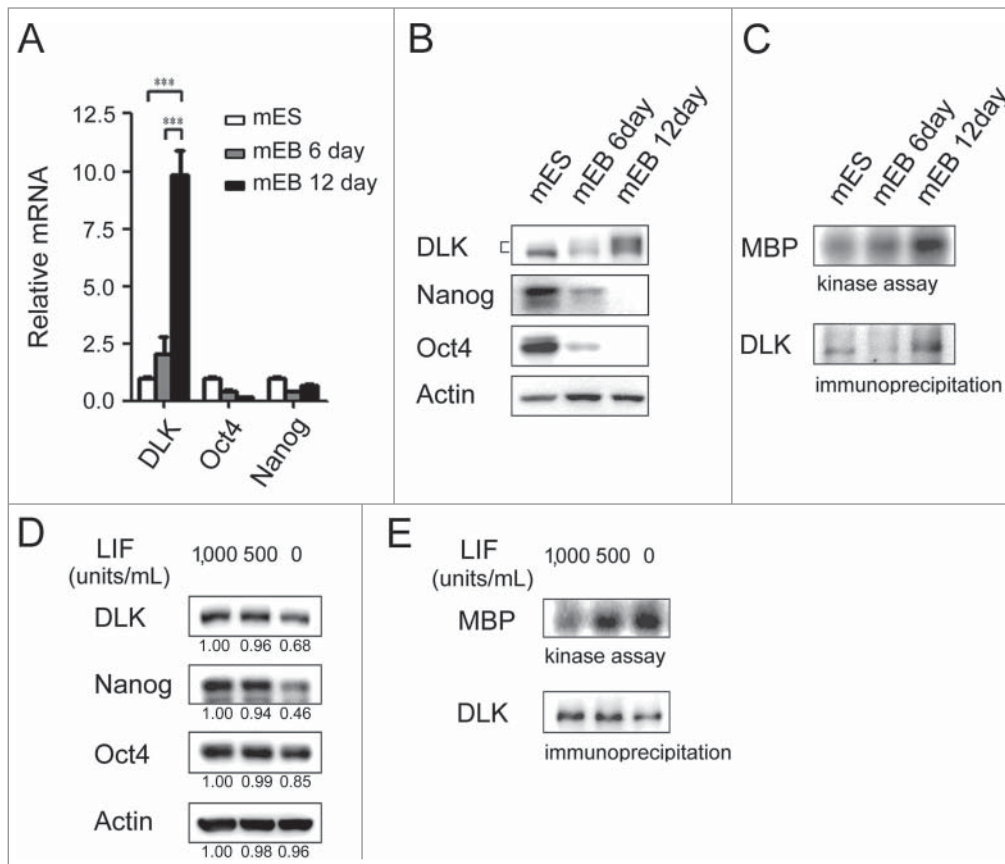 A
Relative mRNA
12.5
10.0
7.5
5.0
2.5
0.0
***
***
mES
mEB 6 day
mEB 12 day
DLK
Oct4
Nanog
B
mES
mEB 6day
mEB 12day
DLK
Nanog
Oct4
Actin
C
mES
mEB 6day
mEB 12day
MBP
kinase assay
DLK
immunoprecipitation
D
LIF 1,000 500 0
(units/mL)
DLK
1.00 0.96 0.68
Nanog
1.00 0.94 0.46
Oct4
1.00 0.99 0.85
Actin
1.00 0.98 0.96
E
LIF 1,000 500 0
(units/mL)
MBP
kinase assay
DLK
immunoprecipitation